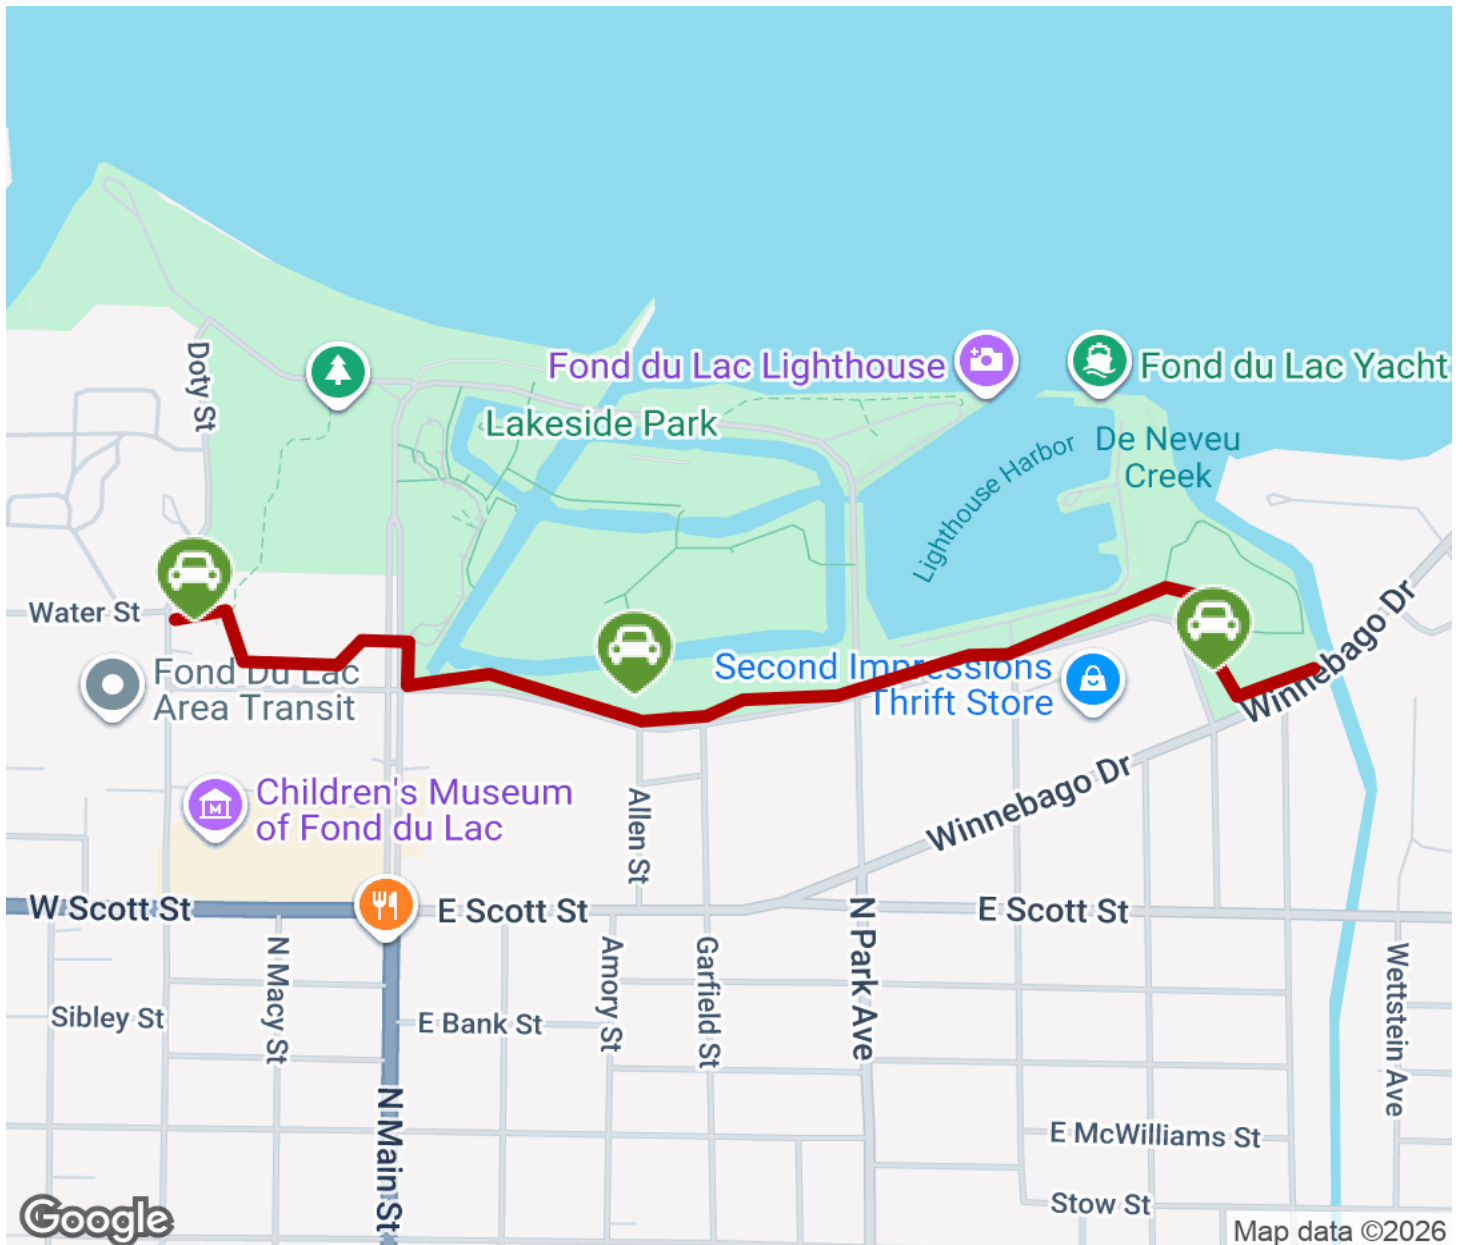 Doty St
Fond du Lac Lighthouse
Fond du Lac Yacht
Lakeside Park
De Neveu
Creek
Lighthouse Harbor
Water St
Fond Du Lac
Area Transit
Second Impressions
Thrift Store
Winnebago Dr
Children's Museum
of Fond du Lac
Allen St
Winnebago Dr
W Scott St
E Scott St
E Scott St
N Macy St
Sibley St
E Bank St
Amory St
Garfield St
N Park Ave
Wettstein Ave
N Main St
E McWilliams St
Stow St
Google
Map data ©2026